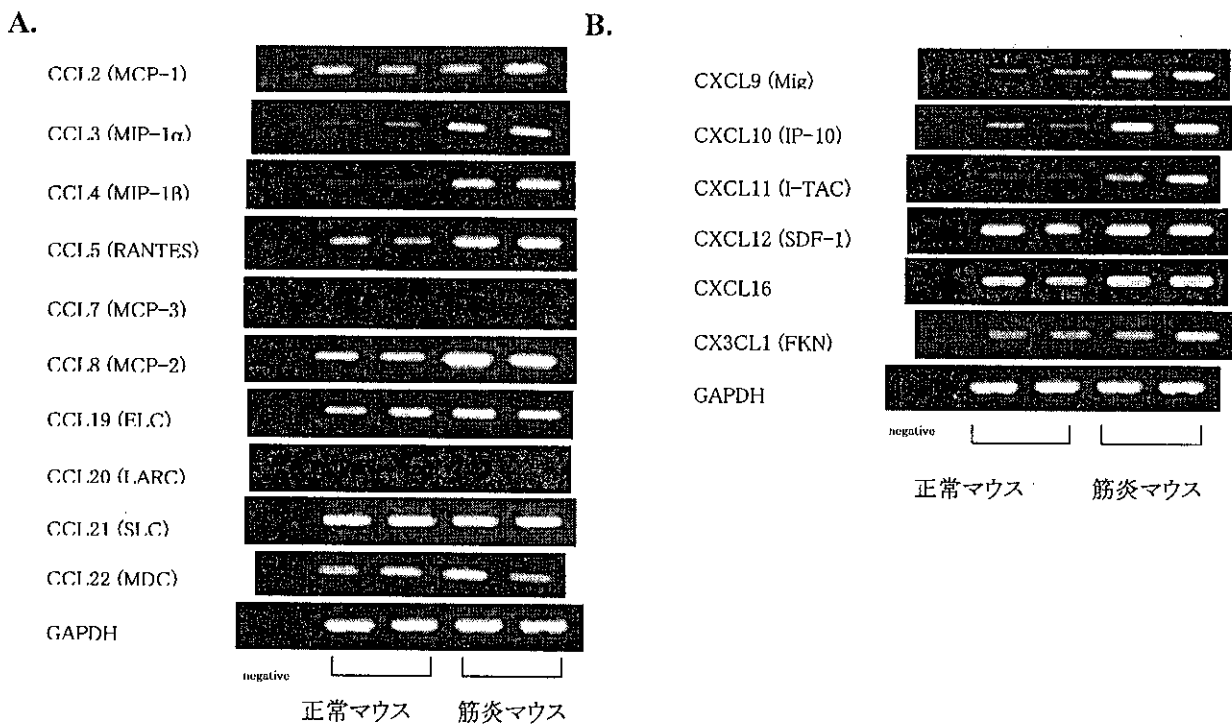 A.
CCL2 (MCP-1)
CCL3 (MIP-1α)
CCL4 (MIP-1β)
CCL5 (RANTES)
CCL7 (MCP-3)
CCL8 (MCP-2)
CCL19 (ELC)
CCL20 (LARC)
CCL21 (SLC)
CCL22 (MDC)
GAPDH
negative
正常マウス 筋炎マウス
B.
CXCL9 (Mig)
CXCL10 (IP-10)
CXCL11 (I-TAC)
CXCL12 (SDF-1)
CXCL16
CX3CL1 (FKN)
GAPDH
negative
正常マウス 筋炎マウス